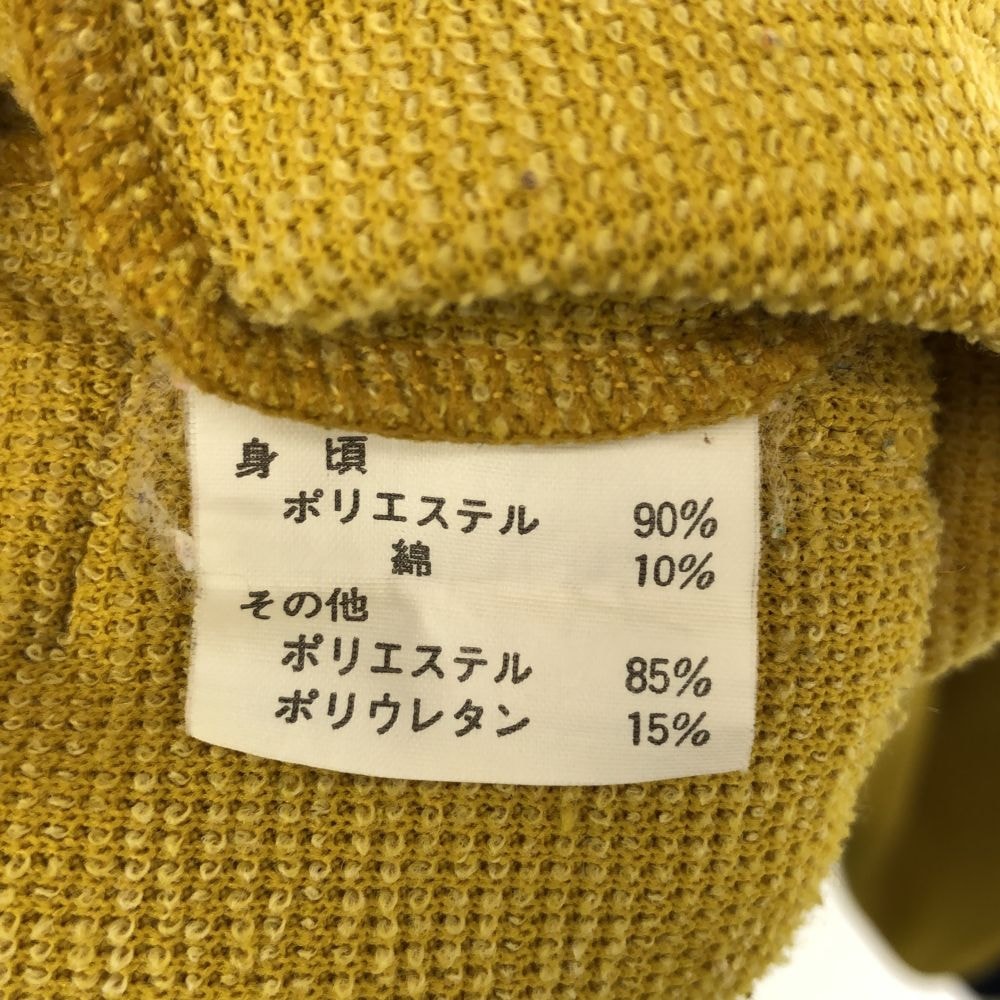 身 頃
ポリエステル 90%
綿 10%
その他
ポリエステル 85%
ポリウレタン 15%